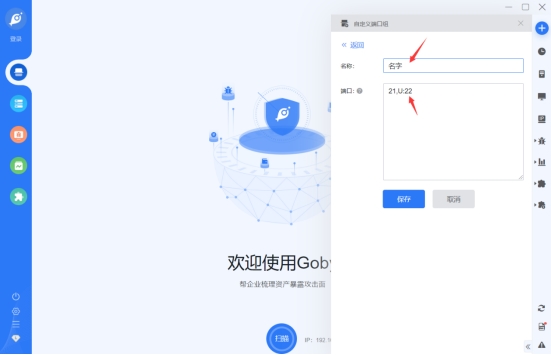 自定义端口组
登录
返回
名称：
名字
端口：
21,U:22
保存
取消
欢迎使用Goby
帮企业梳理资产暴露攻击面
扫描
IP：192.1